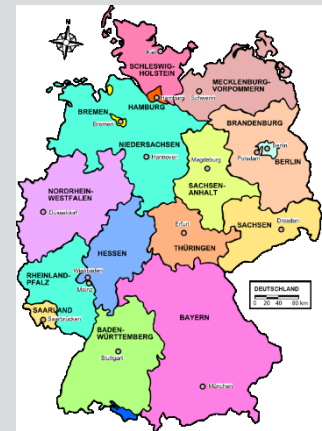 Kiel
SCHLESWIG-
HOLSTEIN
MECKLENBURG-
VORPOMMERN
Schwerin
Hamburg
HAMBURG
BREMEN
Bremen
BRANDENBURG
NIEDERSACHSEN
Hannover
Berlin
Potsdam
BERLIN
Magdeburg
SACHSEN-
ANHALT
NORDRHEIN-
WESTFALEN
Dusseldorf
Erfurt
THÜRINGEN
SACHSEN
Dresden
HESSEN
Wiesbaden
Mainz
RHEINLAND-
PFALZ
SAARLAND
Saarbrücken
BADEN-
WÜRTTEMBERG
Stuttgart
BAYERN
München
DEUTSCHLAND
0 20 40 60 80 km